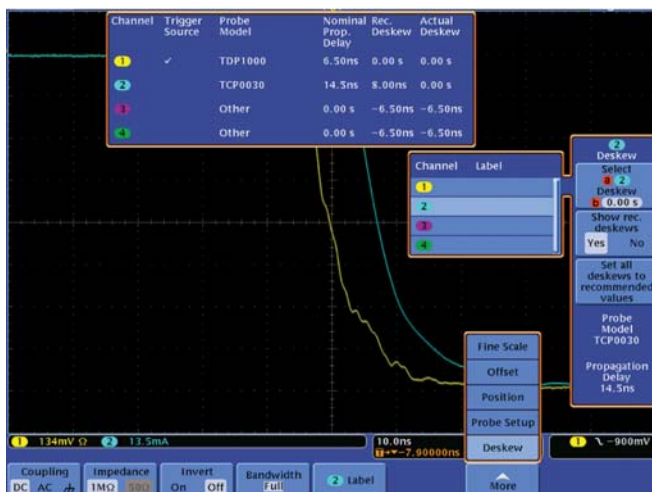 Channel Trigger Source Probe Model Nominal Prop. Delay Rec. Deskew Actual Deskew
1 ✓ TDP1000 6.50ns 0.00 s 0.00 s
2 TCP0030 14.5ns 8.00ns 0.00 s
3 Other 0.00 s −6.50ns −6.50ns
4 Other 0.00 s −6.50ns −6.50ns
Channel Label
1
2
3
4
2
Deskew
Select
a 2
Deskew
b 0.00 s
Show rec.
deskews
Yes No
Set all
deskews to
recommended
values
Probe
Model
TCP0030
Propagation
Delay
14.5ns
Fine Scale
Offset
Position
Probe Setup
Deskew
More
1 134mV Ω 2 13.5mA
10.0ns
T→▼−7.90000ns
1 −900mV
Coupling
DC AC
Impedance
1MΩ 50Ω
Invert
On Off
Bandwidth
Full
2 Label